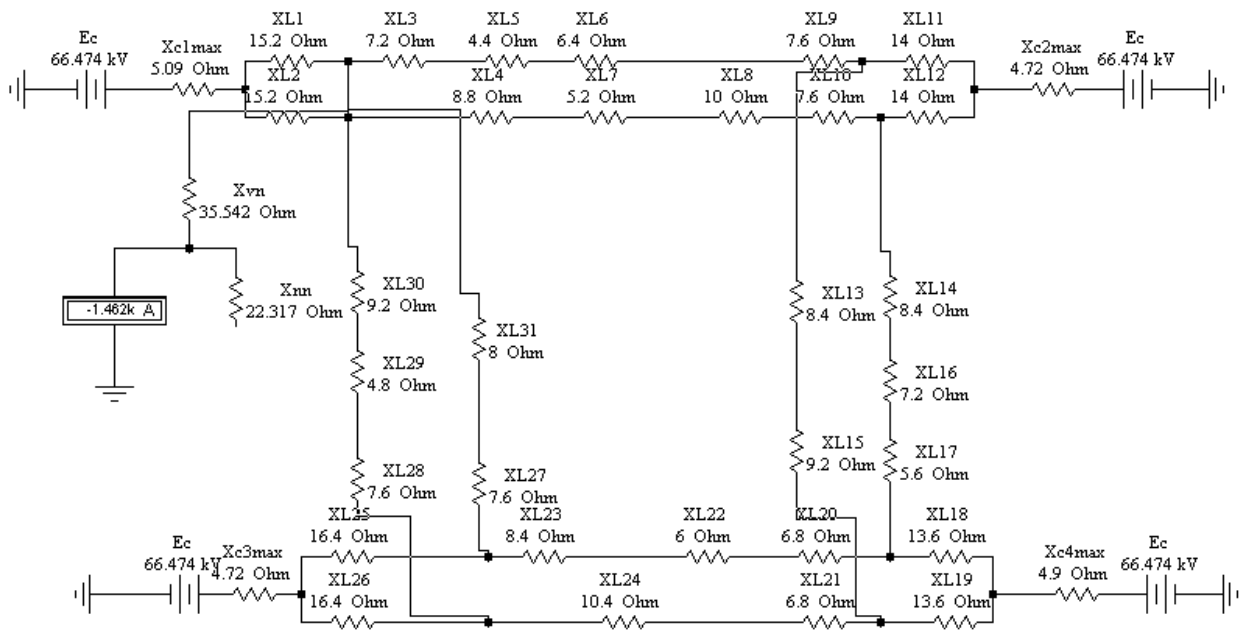 XL1
15.2 Ohm
XL3
7.2 Ohm
XL5
4.4 Ohm
XL6
6.4 Ohm
XL9
7.6 Ohm
XL11
14 Ohm
Ec
66.474 kV
Xc1max
5.09 Ohm
XL2
15.2 Ohm
XL4
8.8 Ohm
XL7
5.2 Ohm
XL8
10 Ohm
XL10
7.6 Ohm
XL12
14 Ohm
Xc2max
4.72 Ohm
Ec
66.474 kV
Xvn
35.542 Ohm
Xnn
22.317 Ohm
-1.462k A
XL30
9.2 Ohm
XL31
8 Ohm
XL13
8.4 Ohm
XL14
8.4 Ohm
XL29
4.8 Ohm
XL16
7.2 Ohm
XL28
7.6 Ohm
XL27
7.6 Ohm
XL15
9.2 Ohm
XL17
5.6 Ohm
XL25
16.4 Ohm
XL23
8.4 Ohm
XL22
6 Ohm
XL20
6.8 Ohm
XL18
13.6 Ohm
Ec
66.474 kV
Xc3max
4.72 Ohm
XL26
16.4 Ohm
XL24
10.4 Ohm
XL21
6.8 Ohm
XL19
13.6 Ohm
Xc4max
4.9 Ohm
Ec
66.474 kV